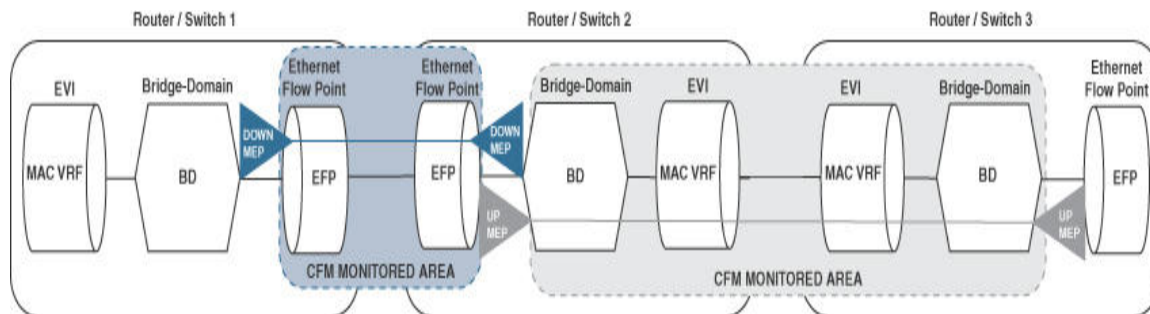 Router / Switch 1
Router / Switch 2
Router / Switch 3
EVI
Bridge-Domain
Ethernet
Flow Point
Ethernet
Flow Point
Bridge-Domain
EVI
EVI
Bridge-Domain
Ethernet
Flow Point
MAC VRF
BD
DOWN
MEP
EFP
EFP
DOWN
MEP
UP
MEP
BD
MAC VRF
MAC VRF
BD
UP
MEP
EFP
CFM MONITORED AREA
CFM MONITORED AREA